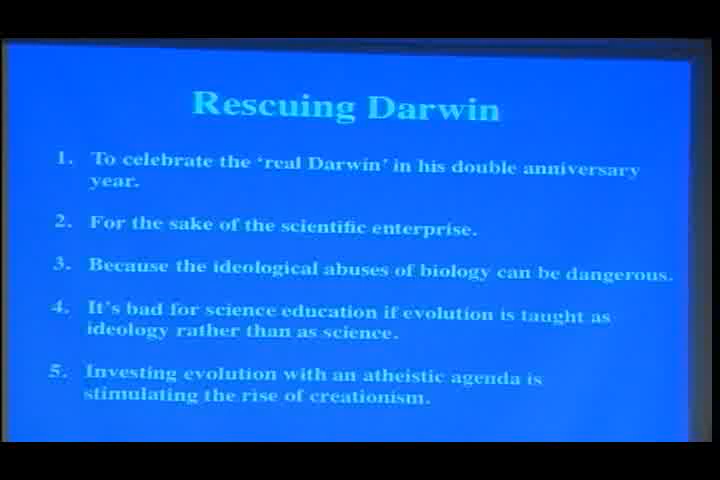 Rescuing Darwin
1. To celebrate the ‘real Darwin’ in his double anniversary
year.
2. For the sake of the scientific enterprise.
3. Because the ideological abuses of biology can be dangerous.
4. It’s bad for science education if evolution is taught as
ideology rather than as science.
5. Investing evolution with an atheistic agenda is
stimulating the rise of creationism.